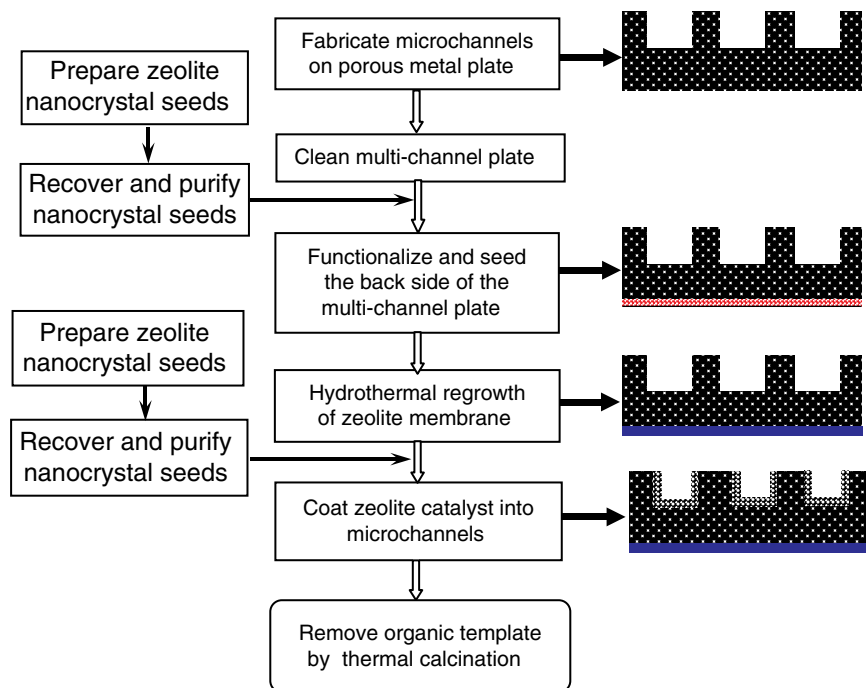 Fabricate microchannels
on porous metal plate
Prepare zeolite
nanocrystal seeds
Clean multi-channel plate
Recover and purify
nanocrystal seeds
Functionalize and seed
the back side of the
multi-channel plate
Prepare zeolite
nanocrystal seeds
Hydrothermal regrowth
of zeolite membrane
Recover and purify
nanocrystal seeds
Coat zeolite catalyst into
microchannels
Remove organic template
by thermal calcination